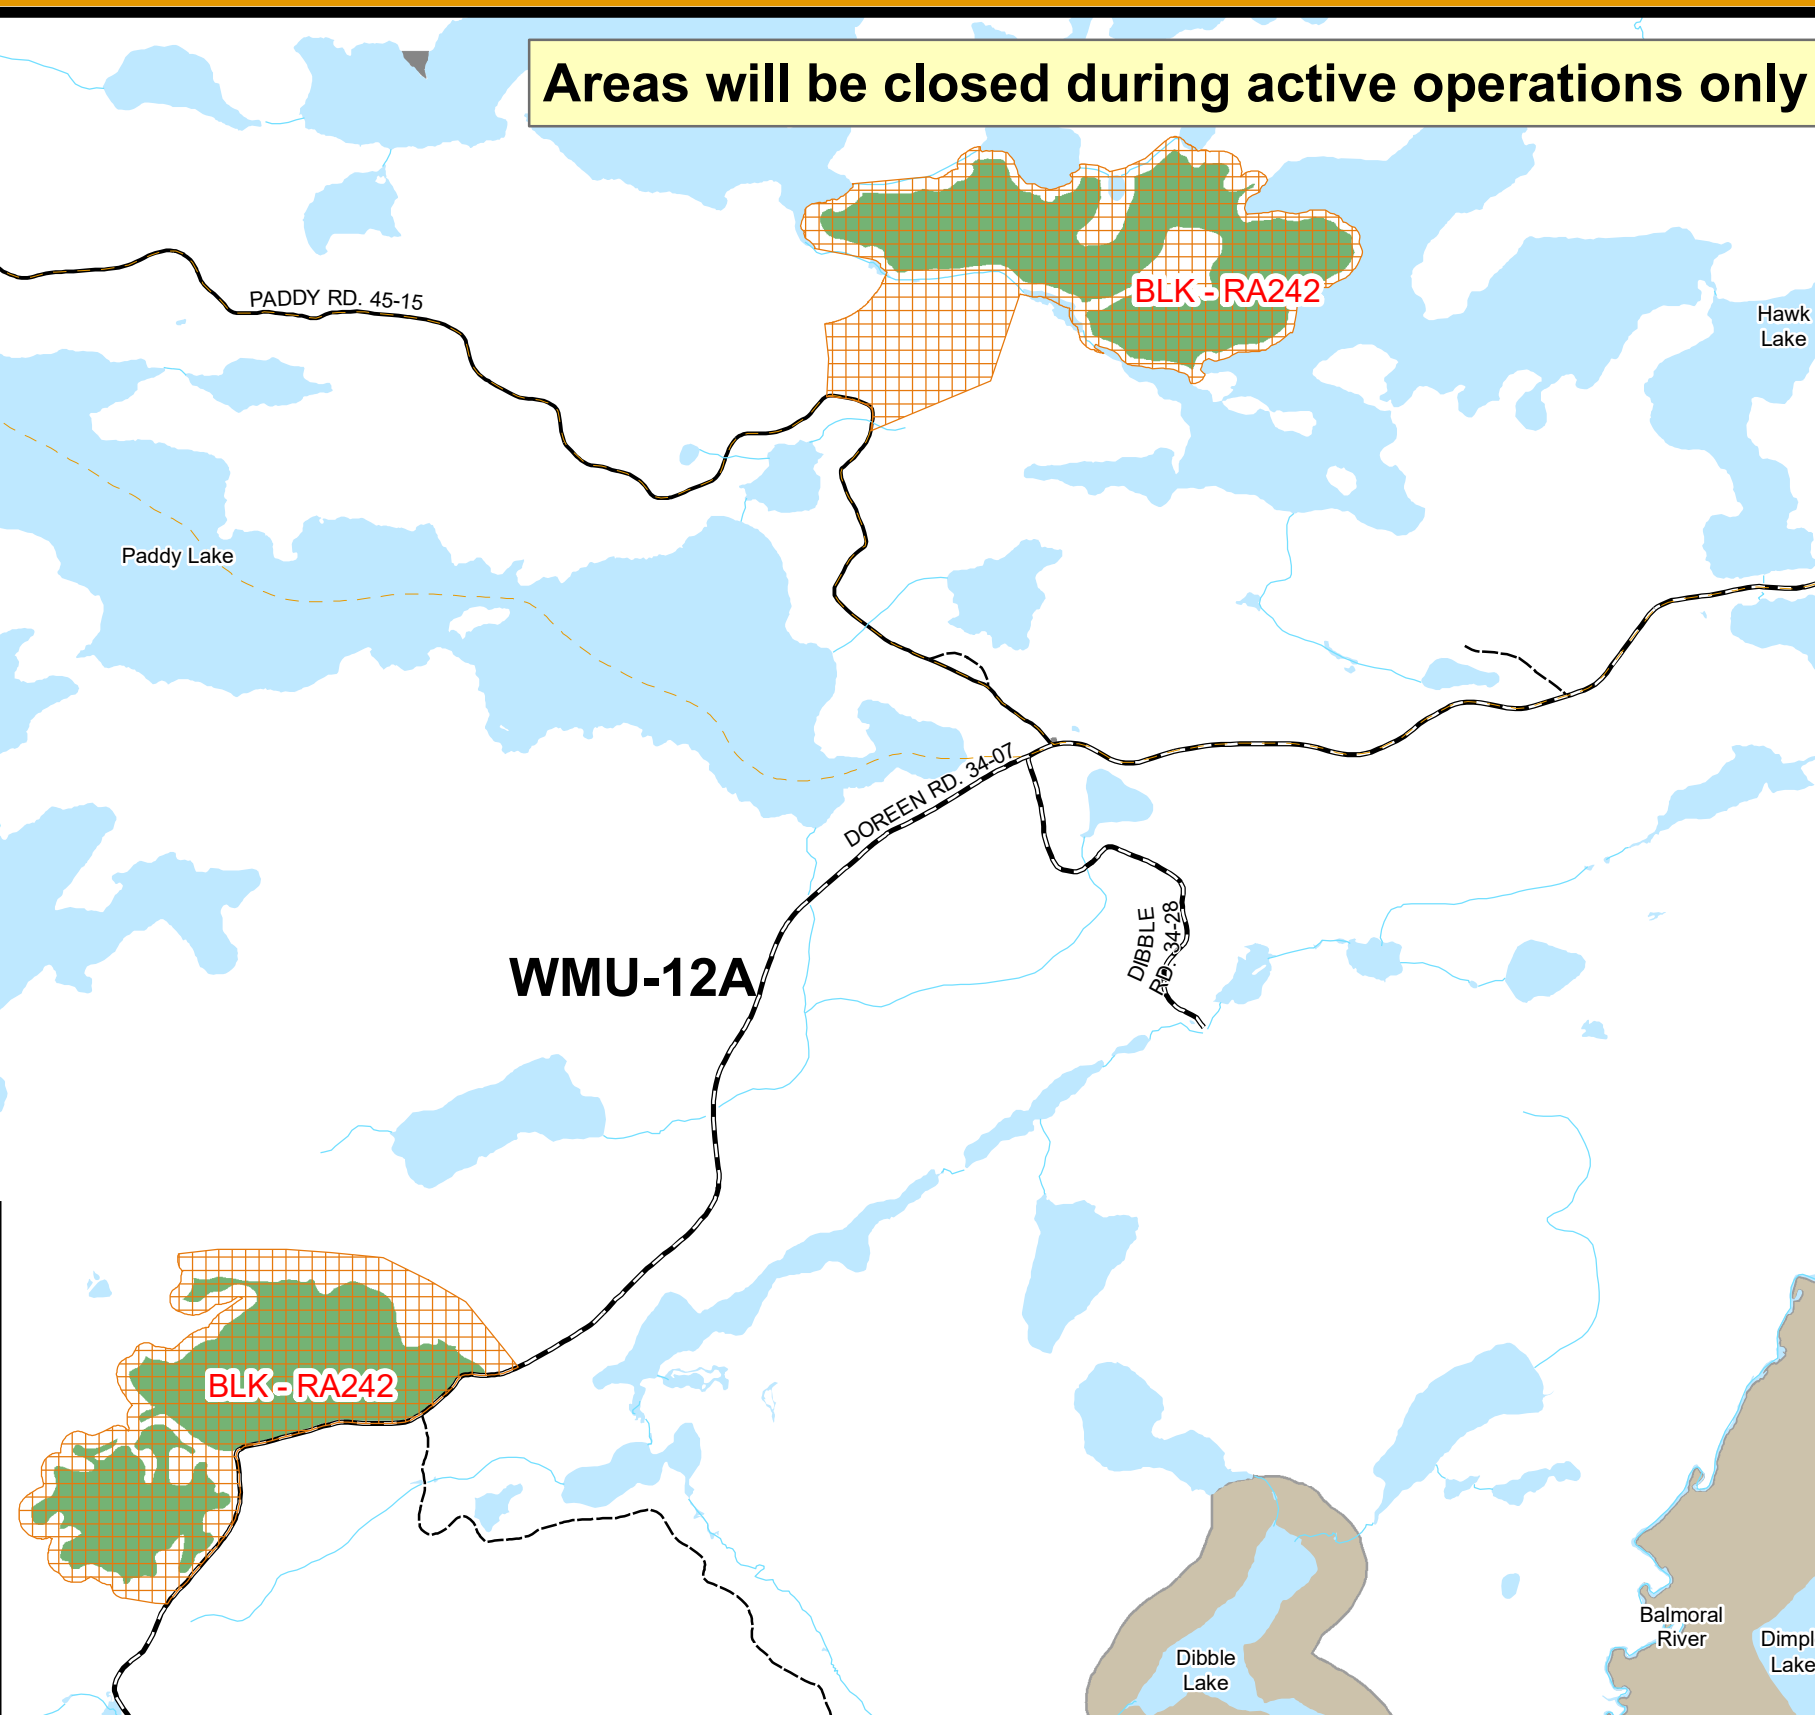 Areas will be closed during active operations only
PADDY RD. 45-15
BLK - RA242
Hawk
Lake
Paddy Lake
DOREEN RD. 34-07
DIBBLE
RD. 34-28
WMU-12A
BLK - RA242
Balmoral
River
Dibble
Lake
Dimpl
Lake